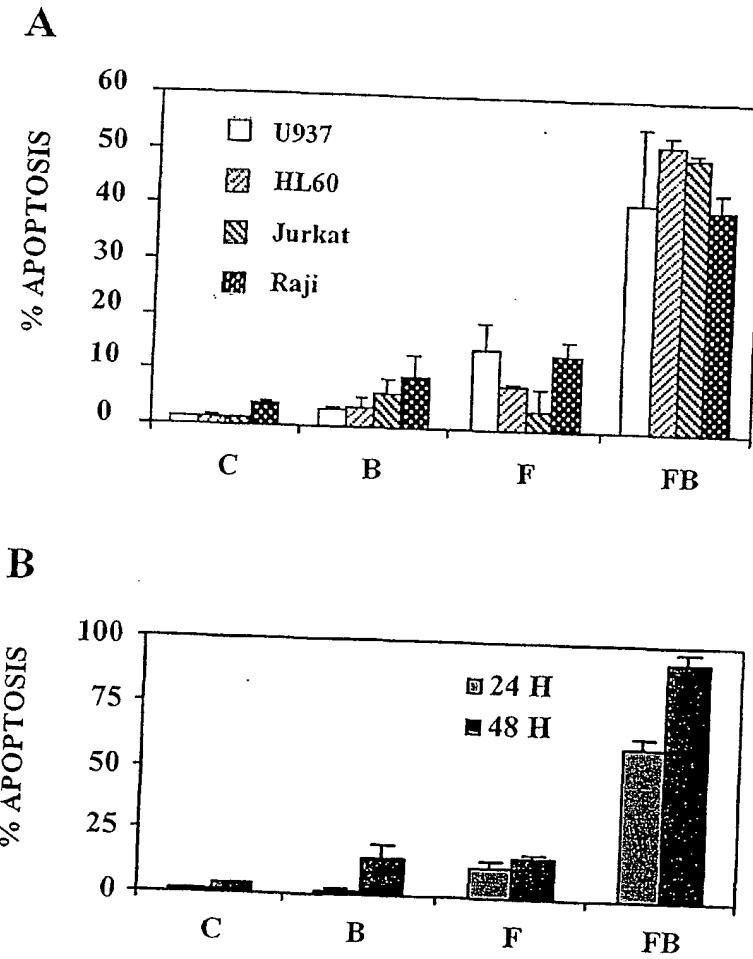 A
60
50
40
30
20
10
0
% APOPTOSIS
U937
HL60
Jurkat
Raji
C B F FB
B
100
75
50
25
0
% APOPTOSIS
24 H
48 H
C B F FB